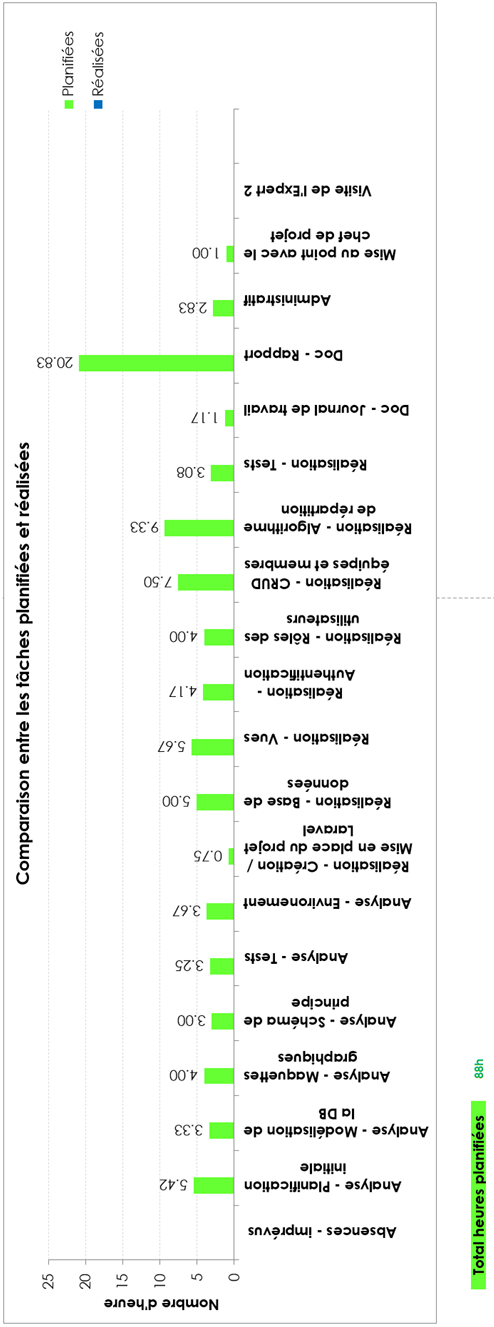 Comparaison entre les tâches planifiées et réalisées
Planifiées
Réalisées
Nombre d'heure
25
20
15
10
5
0
Absences - imprévus
5.42
Analyse - Planification
initiale
3.33
Analyse - Modélisation de
la DB
4.00
Analyse - Maquettes
graphiques
3.00
Analyse - Schéma de
principe
3.25
Analyse - Tests
3.67
Analyse - Environement
0.75
Réalisation - Création /
Mise en place du projet
Laravel
5.00
Réalisation - Base de
données
5.67
Réalisation - Vues
4.17
Réalisation -
Authentification
4.00
Réalisation - Rôles des
utilisateurs
7.50
Réalisation - CRUD
équipes et membres
9.33
Réalisation - Algorithme
de répartition
3.08
Réalisation - Tests
1.17
Doc - Journal de travail
20.83
Doc - Rapport
2.83
Administratif
1.00
Mise au point avec le
chef de projet
Visite de l'Expert 2
Total heures planifiées
88h